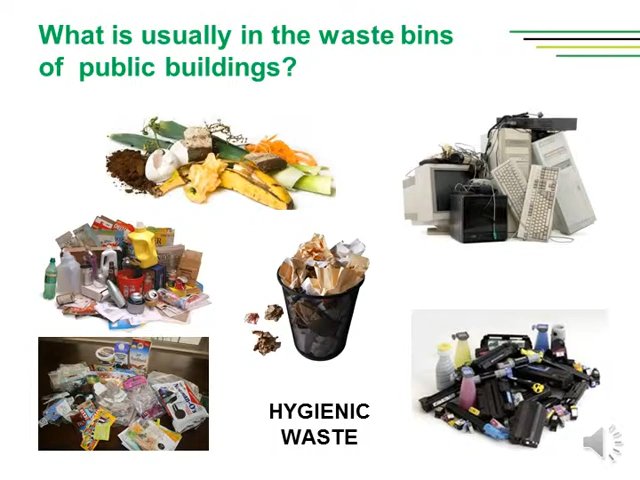 What is usually in the waste bins
of public buildings?
HYGIENIC
WASTE